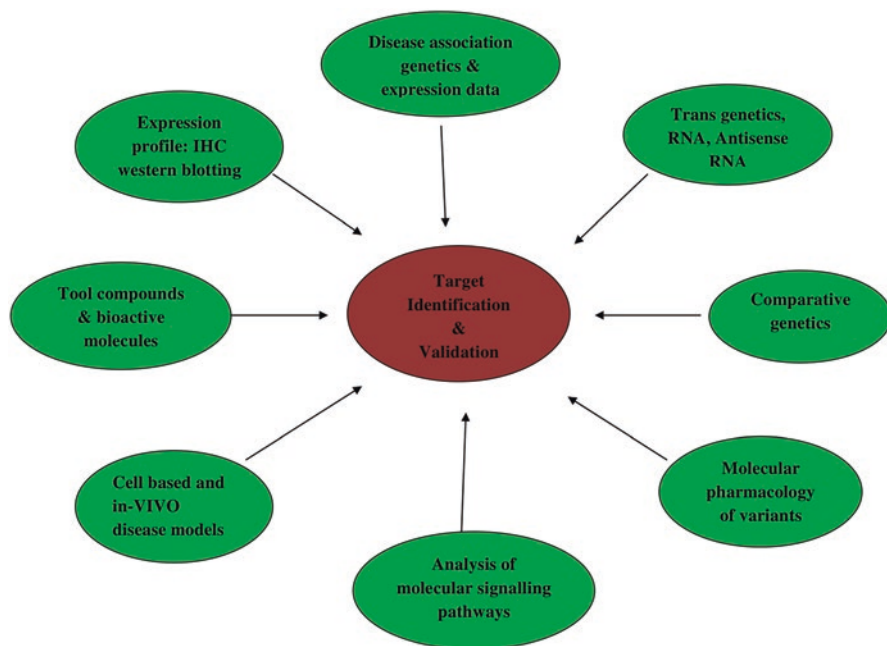 Disease association
genetics &
expression data
Expression
profile: IHC
western blotting
Trans genetics,
RNA, Antisense
RNA
Tool compounds
& bioactive
molecules
Target
Identification
&
Validation
Comparative
genetics
Cell based and
in-VIVO
disease models
Molecular
pharmacology
of variants
Analysis of
molecular signalling
pathways